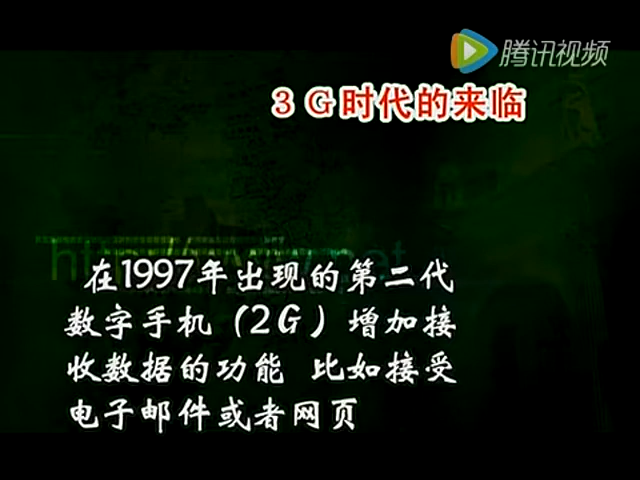 腾讯视频
3G时代的来临
在1997年出现的第二代
数字手机（2G）增加接
收数据的功能 比如接受
电子邮件或者网页